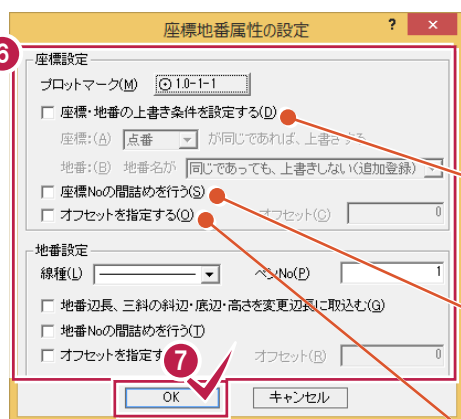 座標地番属性の設定 ? ×
6
座標設定
プロットマーク(M) 1.0-1-1
座標・地番の上書き条件を設定する(D)
座標:(A) 点番 が同じであれば、上書きする
地番:(B) 地番名が 同じであっても、上書きしない(追加登録)
座標Noの間詰めを行う(S)
オフセットを指定する(O) オフセット(C) 0
地番設定
線種(L) ペンNo(P) 1
地番辺長、三斜の斜辺・底辺・高さを変更辺長に取込む(G)
地番Noの間詰めを行う(T)
オフセットを指定す オフセット(R) 0
7
OK キャンセル